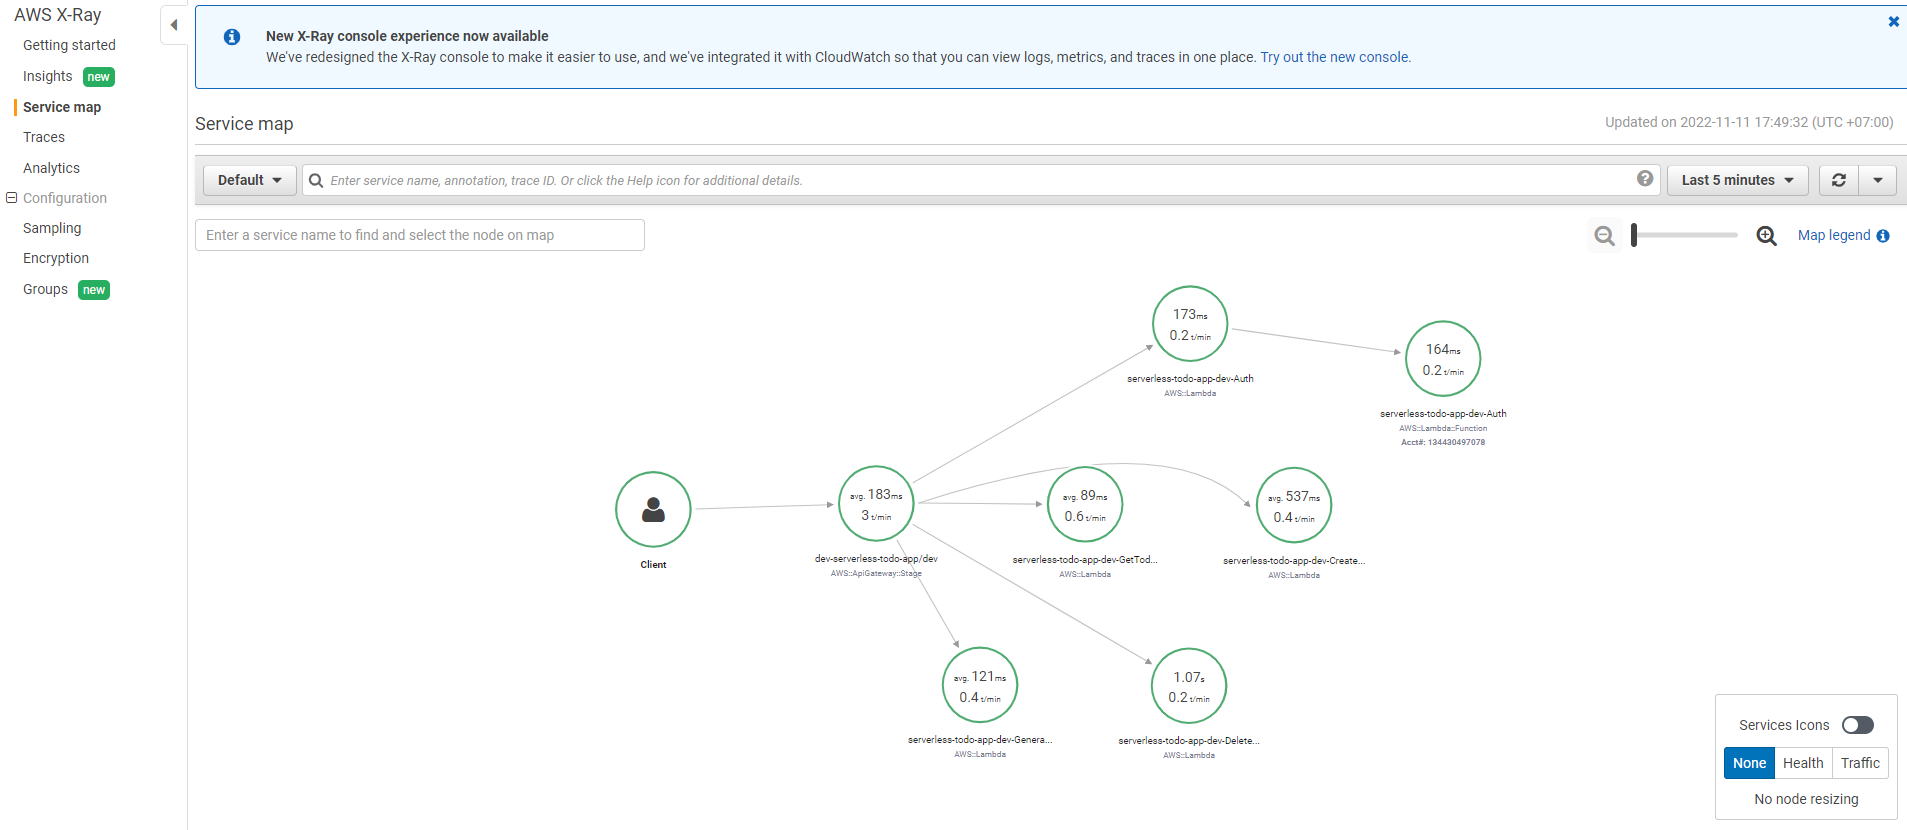 AWS X-Ray
Getting started
Insights new
Service map
Traces
Analytics
Configuration
Sampling
Encryption
Groups new
New X-Ray console experience now available
We've redesigned the X-Ray console to make it easier to use, and we've integrated it with CloudWatch so that you can view logs, metrics, and traces in one place. Try out the new console.
Service map
Updated on 2022-11-11 17:49:32 (UTC +07:00)
Default
Enter service name, annotation, trace ID. Or click the Help icon for additional details.
Last 5 minutes
Enter a service name to find and select the node on map
Map legend
173ms
0.2 t/min
serverless-todo-app-dev-Auth
AWS::Lambda
164ms
0.2 t/min
serverless-todo-app-dev-Auth
AWS::Lambda::Function
Acct#: 134430497078
Client
avg. 183ms
3 t/min
dev-serverless-todo-app/dev
AWS::ApiGateway::Stage
avg. 89ms
0.6 t/min
serverless-todo-app-dev-GetTod...
AWS::Lambda
avg. 537ms
0.4 t/min
serverless-todo-app-dev-Create...
AWS::Lambda
avg. 121ms
0.4 t/min
serverless-todo-app-dev-Genera...
AWS::Lambda
1.07s
0.2 t/min
serverless-todo-app-dev-Delete...
AWS::Lambda
Services Icons
None Health Traffic
No node resizing